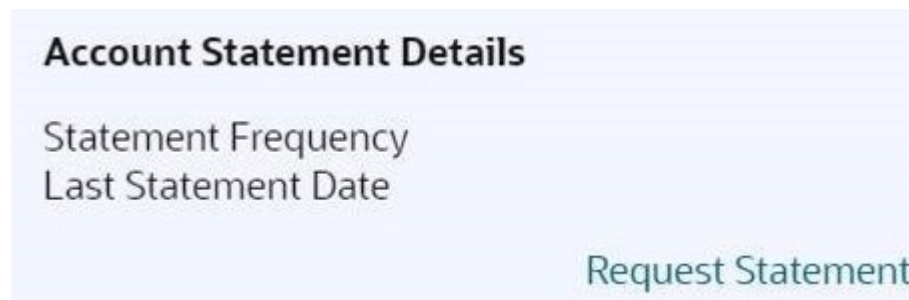 Account Statement Details
Statement Frequency
Last Statement Date
Request Statement